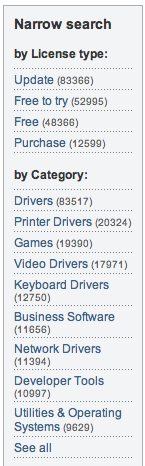 Narrow search
by License type:
Update (83366)
Free to try (52995)
Free (48366)
Purchase (12599)
by Category:
Drivers (83517)
Printer Drivers (20324)
Games (19390)
Video Drivers (17971)
Keyboard Drivers
(12750)
Business Software
(11656)
Network Drivers
(11394)
Developer Tools
(10997)
Utilities & Operating
Systems (9629)
See all